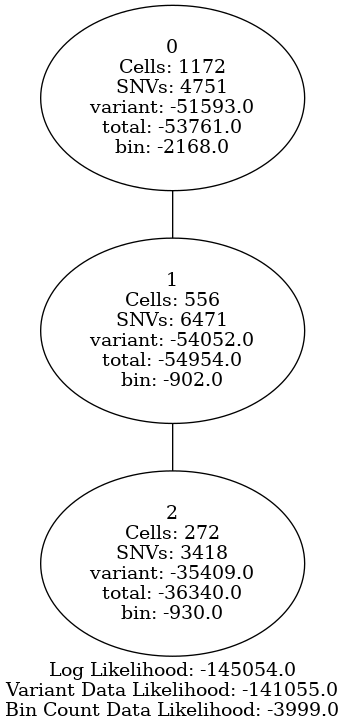 0
Cells: 1172
SNVs: 4751
variant: -51593.0
total: -53761.0
bin: -2168.0
1
Cells: 556
SNVs: 6471
variant: -54052.0
total: -54954.0
bin: -902.0
2
Cells: 272
SNVs: 3418
variant: -35409.0
total: -36340.0
bin: -930.0
Log Likelihood: -145054.0
Variant Data Likelihood: -141055.0
Bin Count Data Likelihood: -3999.0